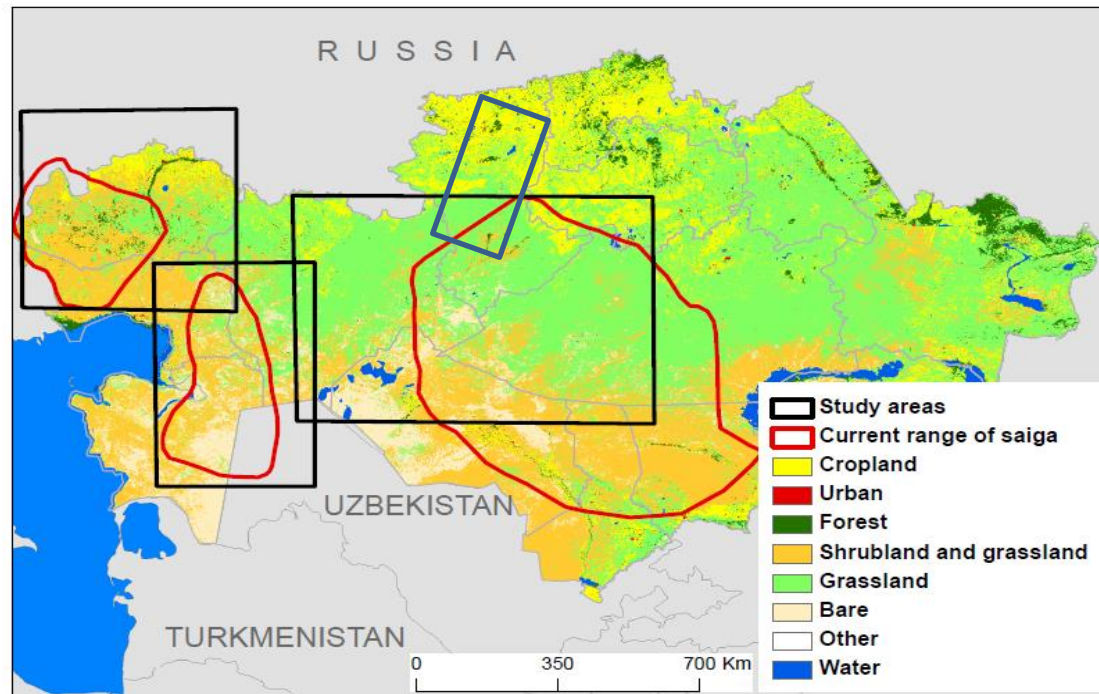 R U S S I A
UZBEKISTAN
TURKMENISTAN
0 350 700 Km
Study areas
Current range of saiga
Cropland
Urban
Forest
Shrubland and grassland
Grassland
Bare
Other
Water